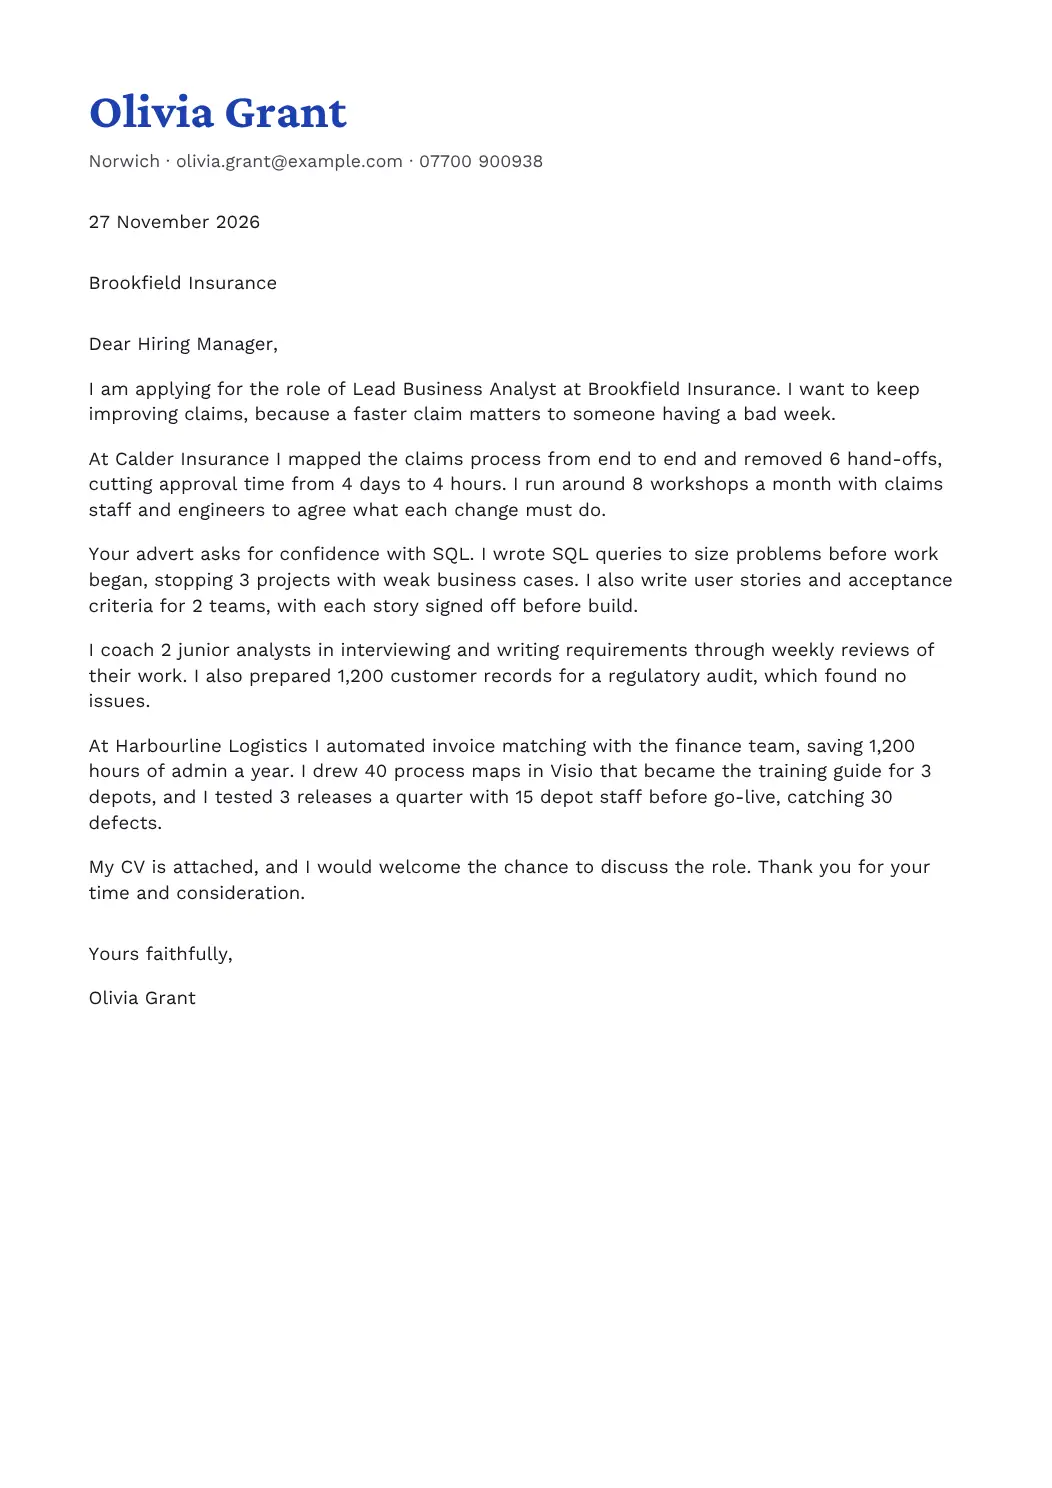 Olivia Grant
Norwich · olivia.grant@example.com · 07700 900938
27 November 2026
Brookfield Insurance
Dear Hiring Manager,
I am applying for the role of Lead Business Analyst at Brookfield Insurance. I want to keep
improving claims, because a faster claim matters to someone having a bad week.
At Calder Insurance I mapped the claims process from end to end and removed 6 hand-offs,
cutting approval time from 4 days to 4 hours. I run around 8 workshops a month with claims
staff and engineers to agree what each change must do.
Your advert asks for confidence with SQL. I wrote SQL queries to size problems before work
began, stopping 3 projects with weak business cases. I also write user stories and acceptance
criteria for 2 teams, with each story signed off before build.
I coach 2 junior analysts in interviewing and writing requirements through weekly reviews of
their work. I also prepared 1,200 customer records for a regulatory audit, which found no
issues.
At Harbourline Logistics I automated invoice matching with the finance team, saving 1,200
hours of admin a year. I drew 40 process maps in Visio that became the training guide for 3
depots, and I tested 3 releases a quarter with 15 depot staff before go-live, catching 30
defects.
My CV is attached, and I would welcome the chance to discuss the role. Thank you for your
time and consideration.
Yours faithfully,
Olivia Grant